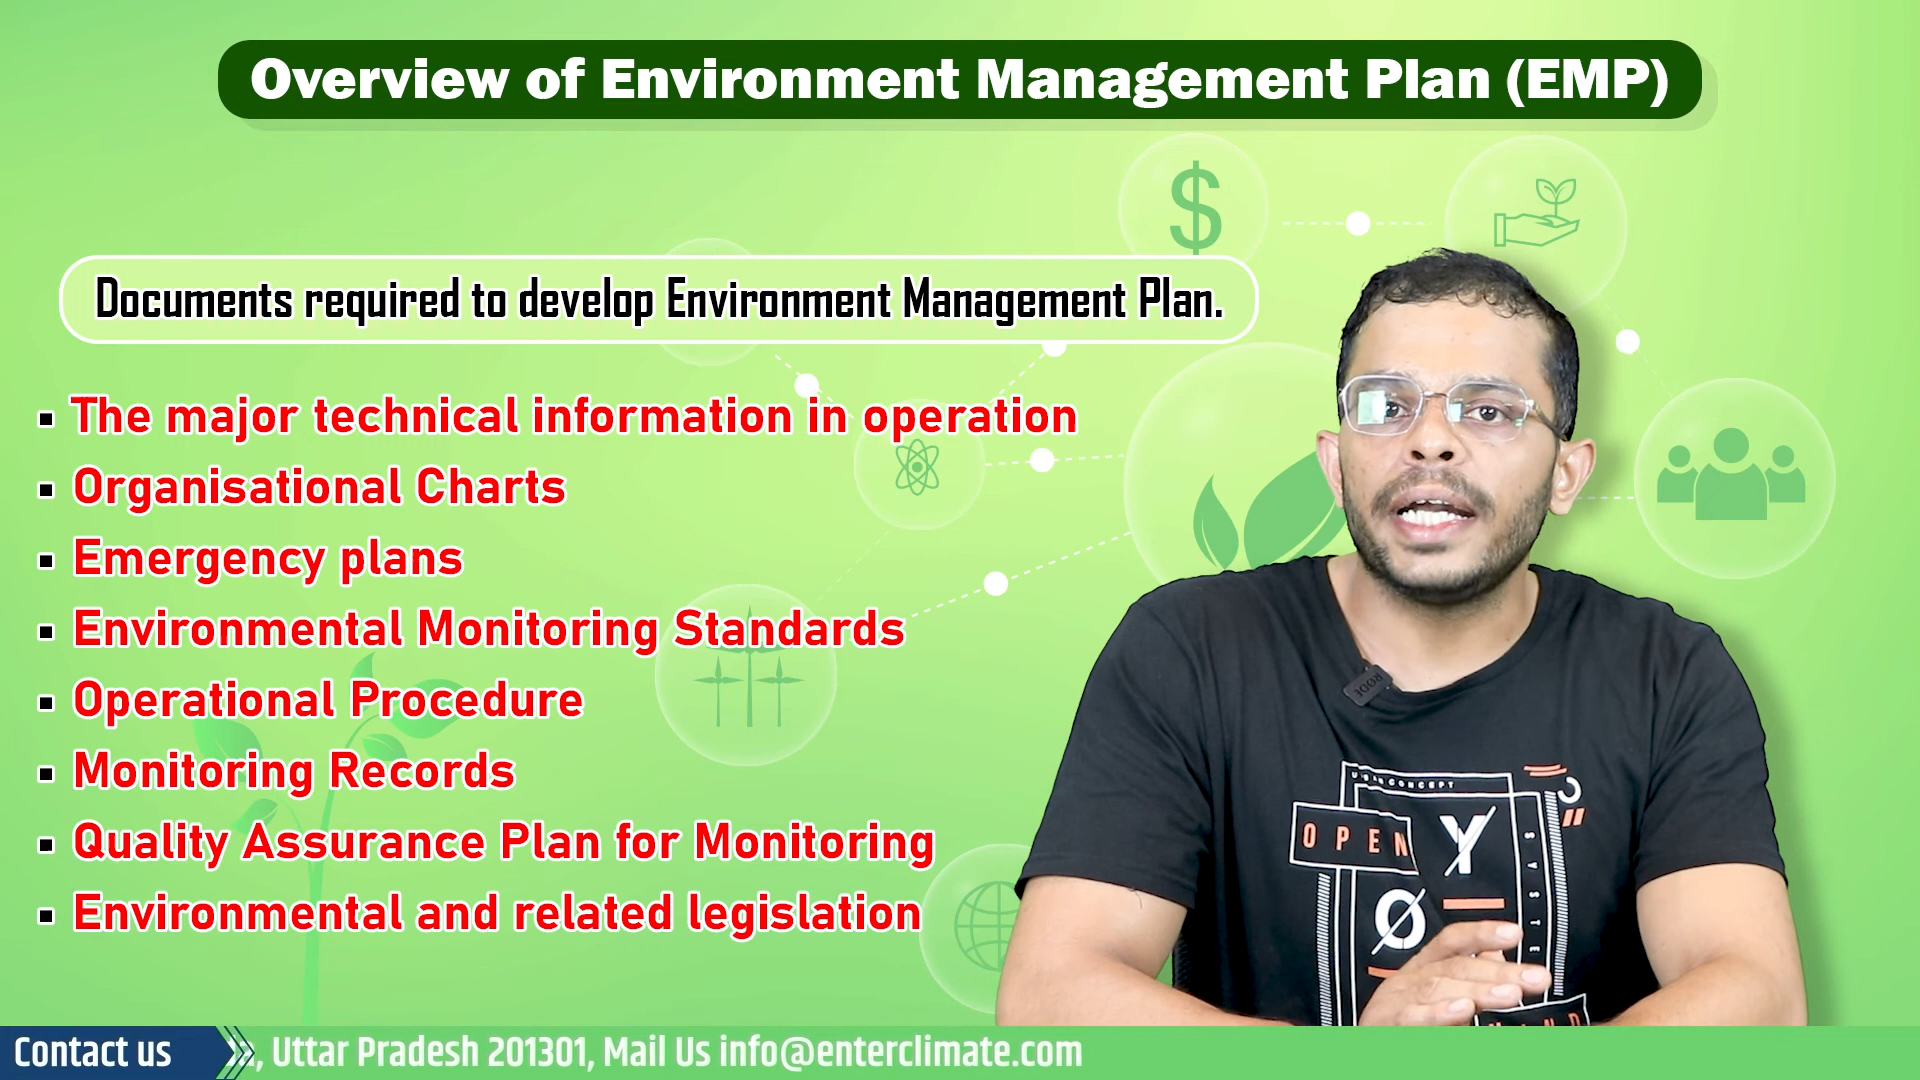 Overview of Environment Management Plan (EMP)
$
Documents required to develop Environment Management Plan.
▪ The major technical information in operation
▪ Organisational Charts
▪ Emergency plans
▪ Environmental Monitoring Standards
▪ Operational Procedure
▪ Monitoring Records
▪ Quality Assurance Plan for Monitoring
▪ Environmental and related legislation
RODE
CONCEPT
OPEN
Y
O
Contact us
, Uttar Pradesh 201301, Mail Us info@enterclimate.com